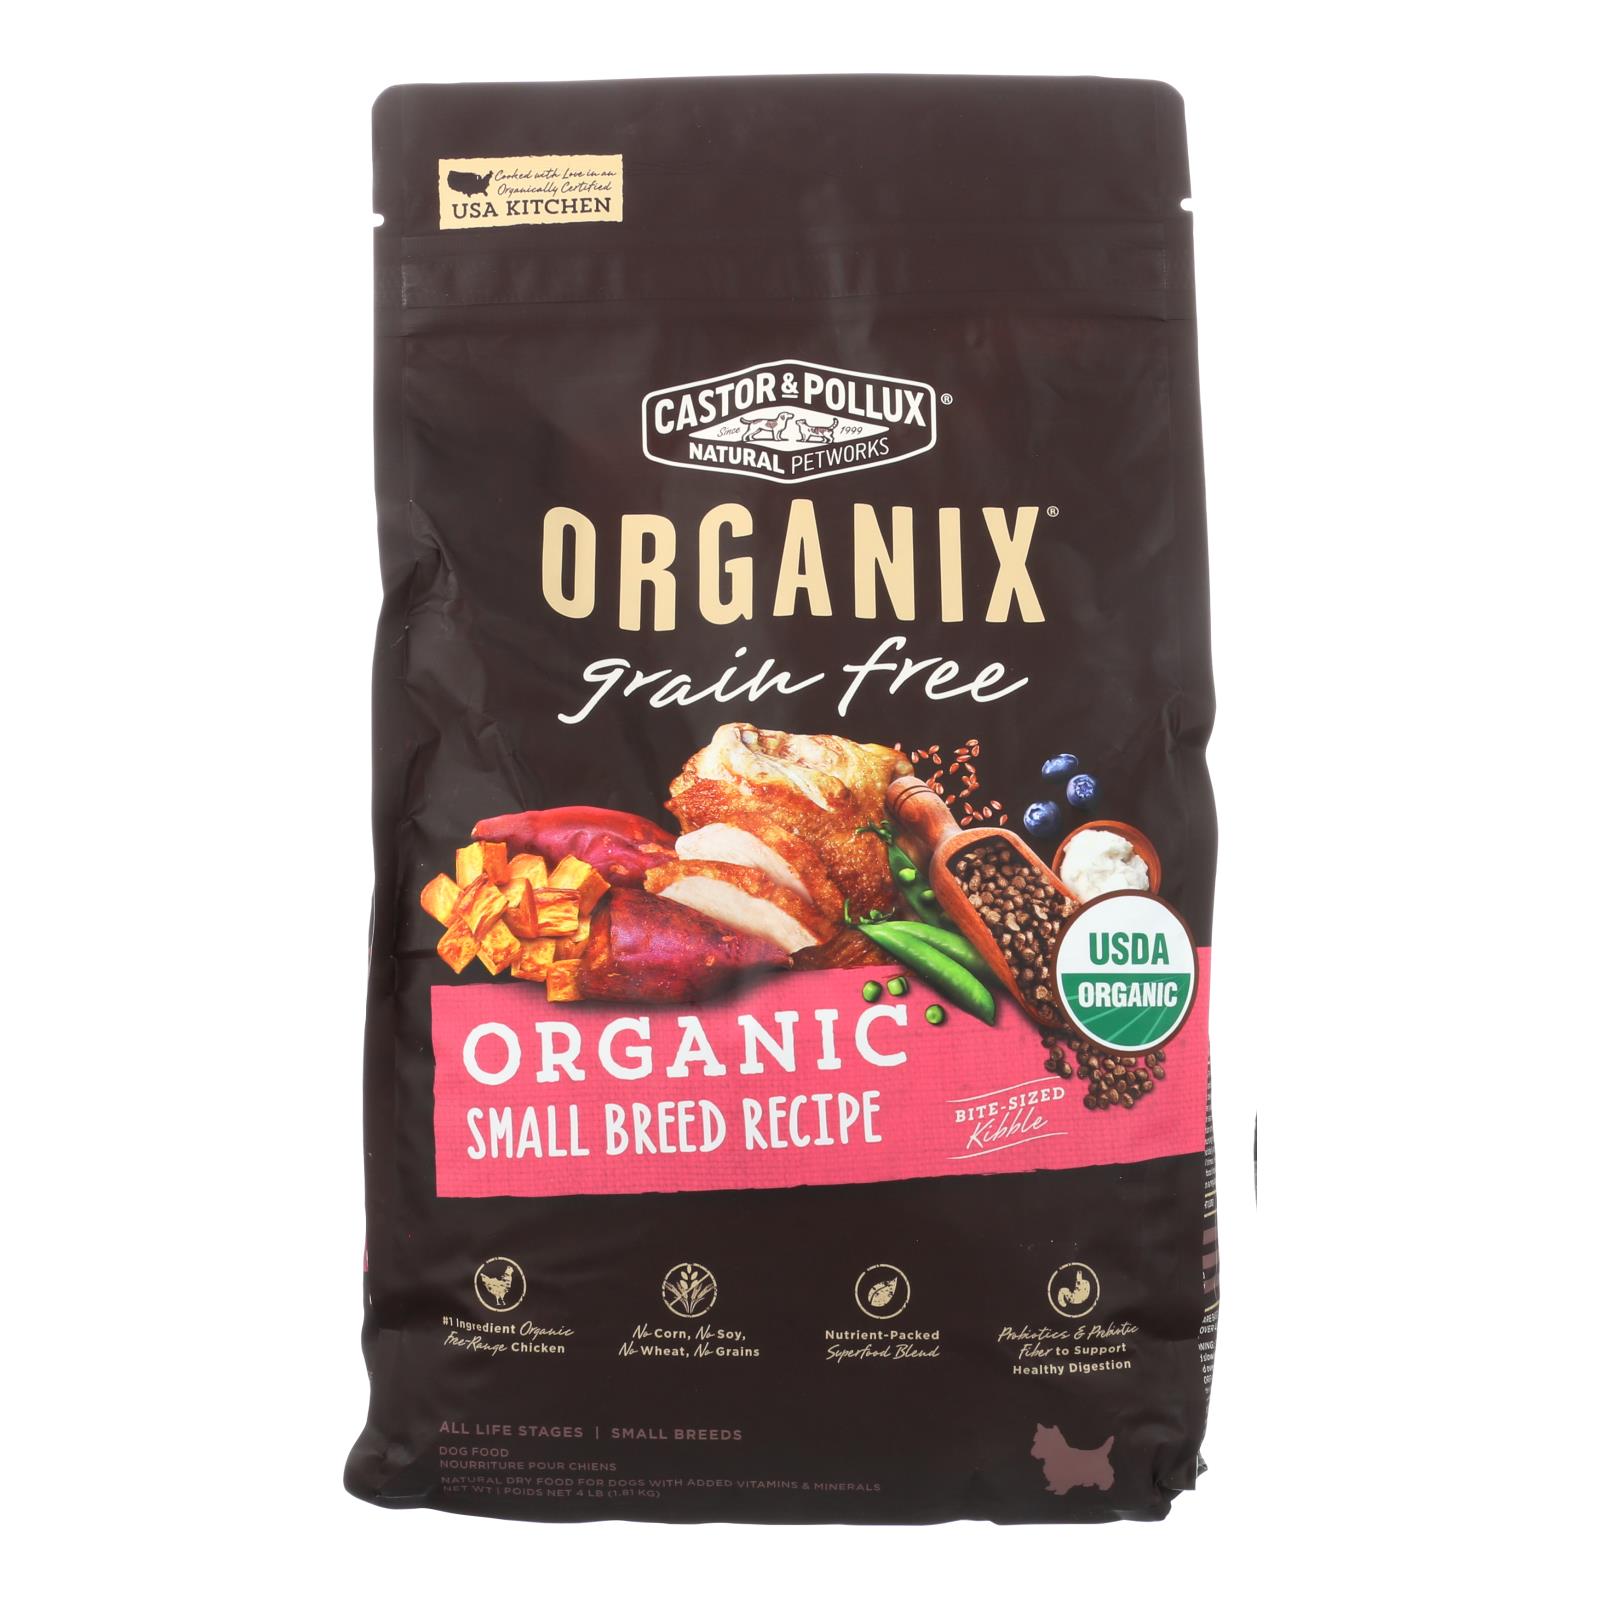 Cooked with Love in an
Organically Certified
USA KITCHEN
CASTOR & POLLUX ®
Since 1999
NATURAL PETWORKS
ORGANIX ®
grain free
USDA
ORGANIC
ORGANIC
SMALL BREED RECIPE
BITE-SIZED
Kibble
#1 Ingredient Organic
Free-Range Chicken
No Corn, No Soy,
No Wheat, No Grains
Nutrient-Packed
Superfood Blend
Probiotics & Prebiotic
Fiber to Support
Healthy Digestion
ALL LIFE STAGES | SMALL BREEDS
DOG FOOD
NOURRITURE POUR CHIENS
NATURAL DRY FOOD FOR DOGS WITH ADDED VITAMINS & MINERALS
NET WT | POIDS NET 4 LB (1.81 KG)